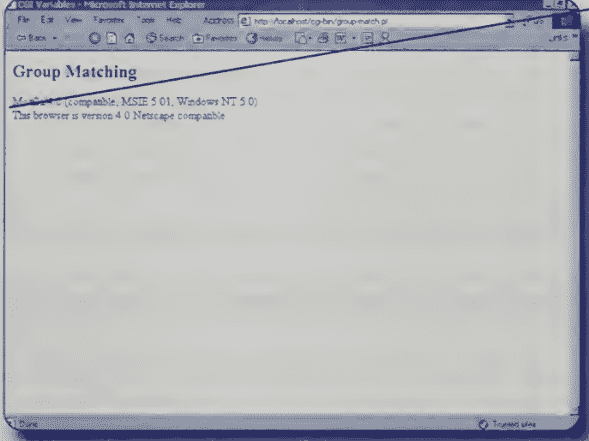 CGI Variables - Microsoft Internet Explorer
File Edit View Favorites Tools Help Address http://localhost/cgi-bin/group-match.pl
Back Search Favorites History Links »
Group Matching
(compatible, MSIE 5 01, Windows NT 5 0)
This browser is version 4 0 Netscape compatible
Done Trusted sites